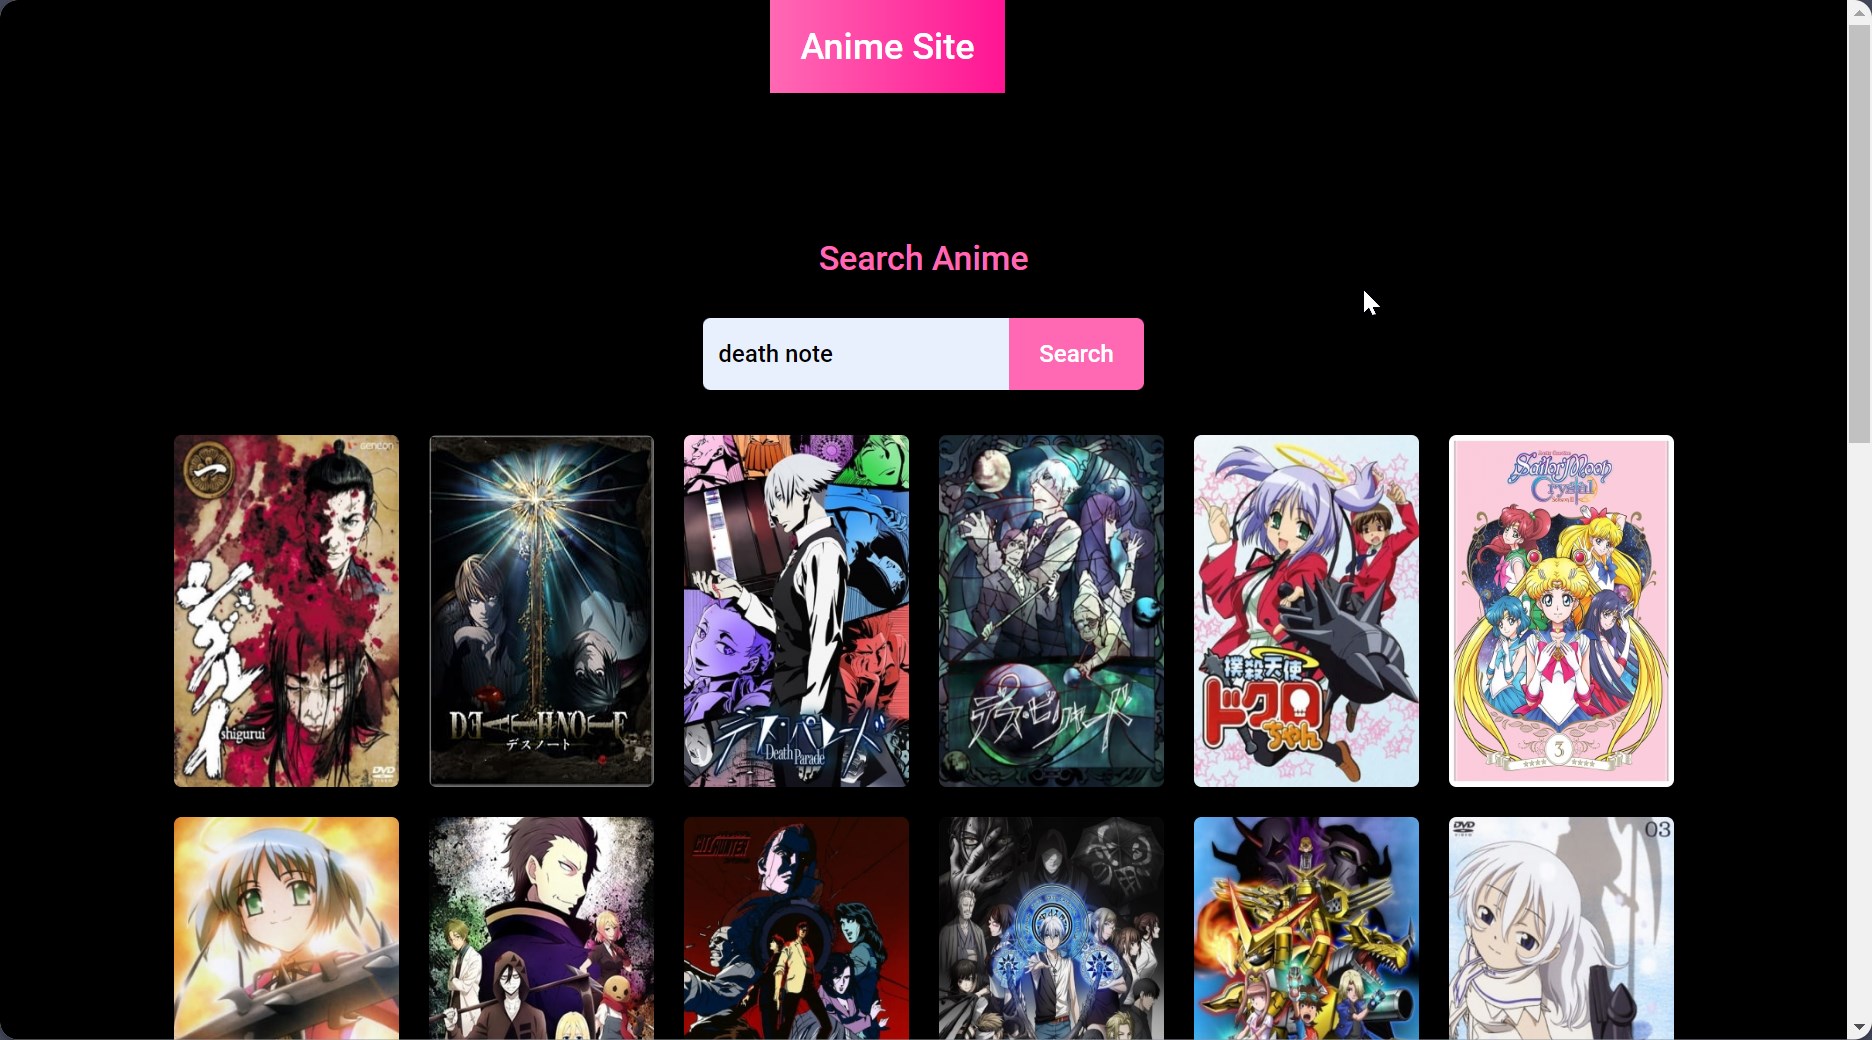 Anime Site
Search Anime
death note
Search
geneon
一
シグルイ
shigurui
DVD
DEATHNOTE
デスノート
デス・パレード
Death Parade
デス・ビリヤード
撲殺天使
ドクロ
ちゃん
Sailor Moon
Crystal
3
CITY HUNTER
DVD
03